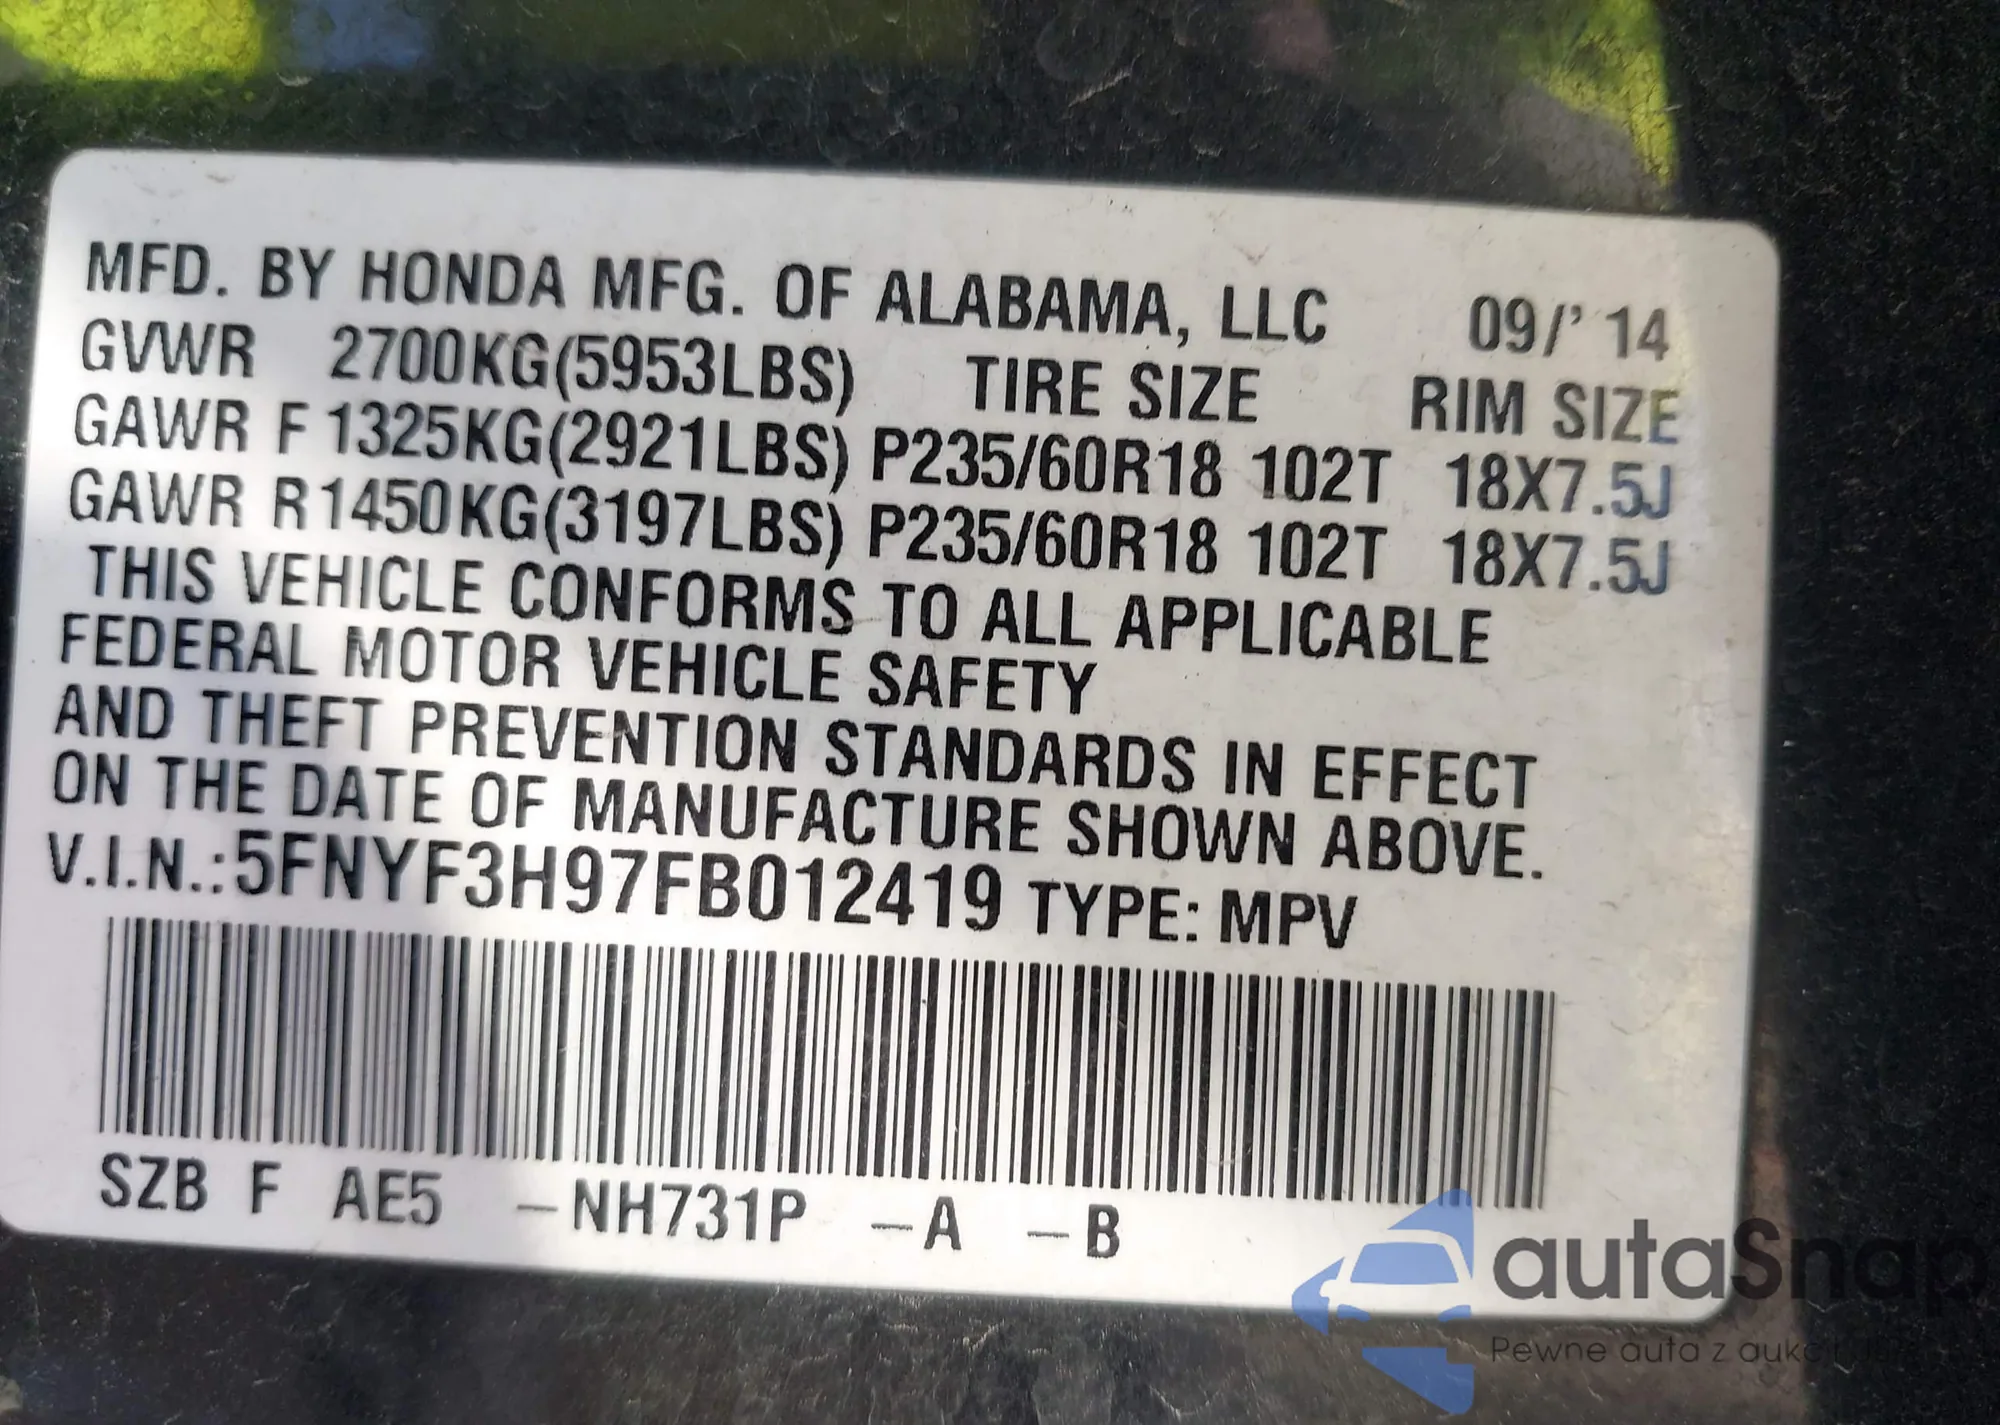 MFD. BY HONDA MFG. OF ALABAMA, LLC 09/' 14
GVWR 2700KG(5953LBS) TIRE SIZE RIM SIZE
GAWR F 1325KG(2921LBS) P235/60R18 102T 18X7.5J
GAWR R 1450KG(3197LBS) P235/60R18 102T 18X7.5J
THIS VEHICLE CONFORMS TO ALL APPLICABLE
FEDERAL MOTOR VEHICLE SAFETY
AND THEFT PREVENTION STANDARDS IN EFFECT
ON THE DATE OF MANUFACTURE SHOWN ABOVE.
V.I.N.:5FNYF3H97FB012419 TYPE: MPV
SZB F AE5 -NH731P -A -B
autaSnap
Pewne auta z